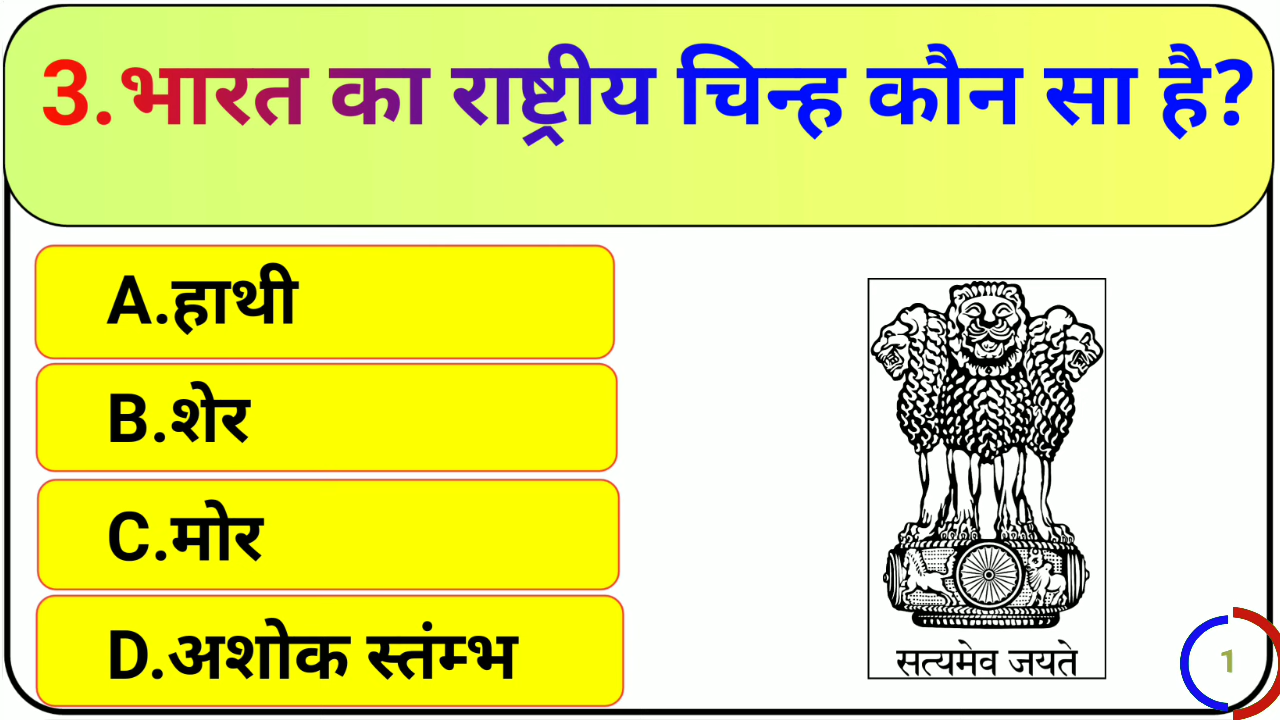 3.भारत का राष्ट्रीय चिन्ह कौन सा है?
A.हाथी
B.शेर
C.मोर
D.अशोक स्तंम्भ
सत्यमेव जयते
1